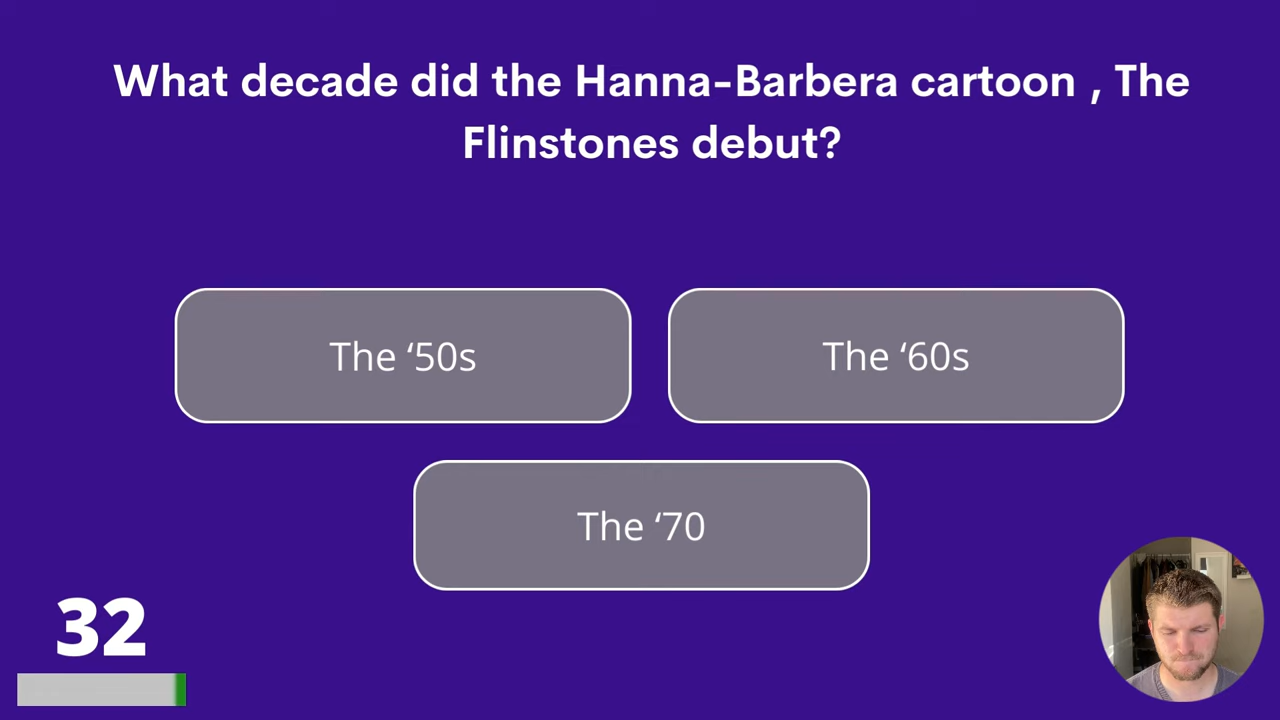 What decade did the Hanna-Barbera cartoon , The
Flinstones debut?
The ‘50s
The ‘60s
The ‘70
32